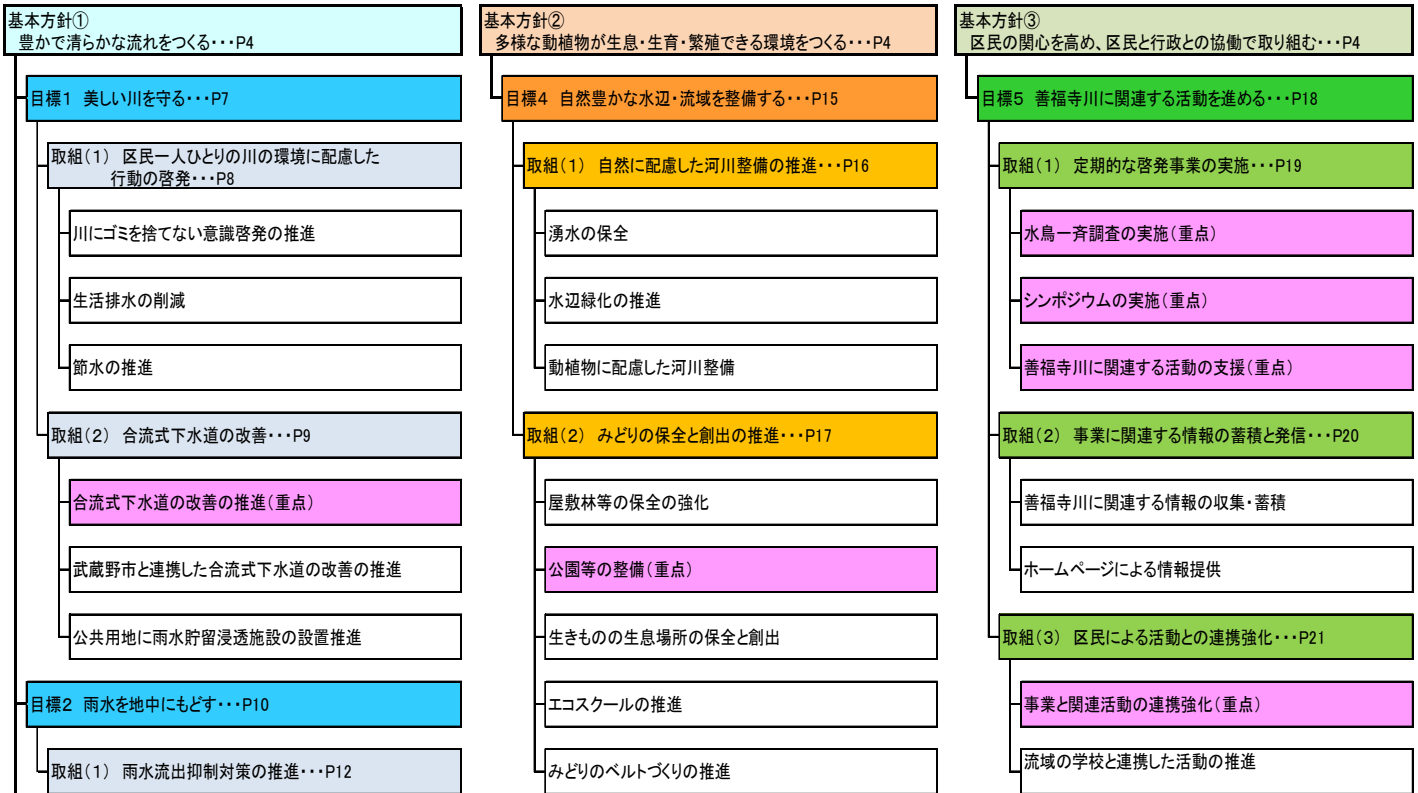 基本方針①
豊かで清らかな流れをつくる・・・P4
目標1 美しい川を守る・・・P7
取組(1) 区民一人ひとりの川の環境に配慮した
行動の啓発・・・P8
川にゴミを捨てない意識啓発の推進
生活排水の削減
節水の推進
取組(2) 合流式下水道の改善・・・P9
合流式下水道の改善の推進(重点)
武蔵野市と連携した合流式下水道の改善の推進
公共用地に雨水貯留浸透施設の設置推進
目標2 雨水を地中にもどす・・・P10
取組(1) 雨水流出抑制対策の推進・・・P12
基本方針②
多様な動植物が生息・生育・繁殖できる環境をつくる・・・P4
目標4 自然豊かな水辺・流域を整備する・・・P15
取組(1) 自然に配慮した河川整備の推進・・・P16
湧水の保全
水辺緑化の推進
動植物に配慮した河川整備
取組(2) みどりの保全と創出の推進・・・P17
屋敷林等の保全の強化
公園等の整備(重点)
生きものの生息場所の保全と創出
エコスクールの推進
みどりのベルトづくりの推進
基本方針③
区民の関心を高め、区民と行政との協働で取り組む・・・P4
目標5 善福寺川に関連する活動を進める・・・P18
取組(1) 定期的な啓発事業の実施・・・P19
水鳥一斉調査の実施(重点)
シンポジウムの実施(重点)
善福寺川に関連する活動の支援(重点)
取組(2) 事業に関連する情報の蓄積と発信・・・P20
善福寺川に関連する情報の収集・蓄積
ホームページによる情報提供
取組(3) 区民による活動との連携強化・・・P21
事業と関連活動の連携強化(重点)
流域の学校と連携した活動の推進